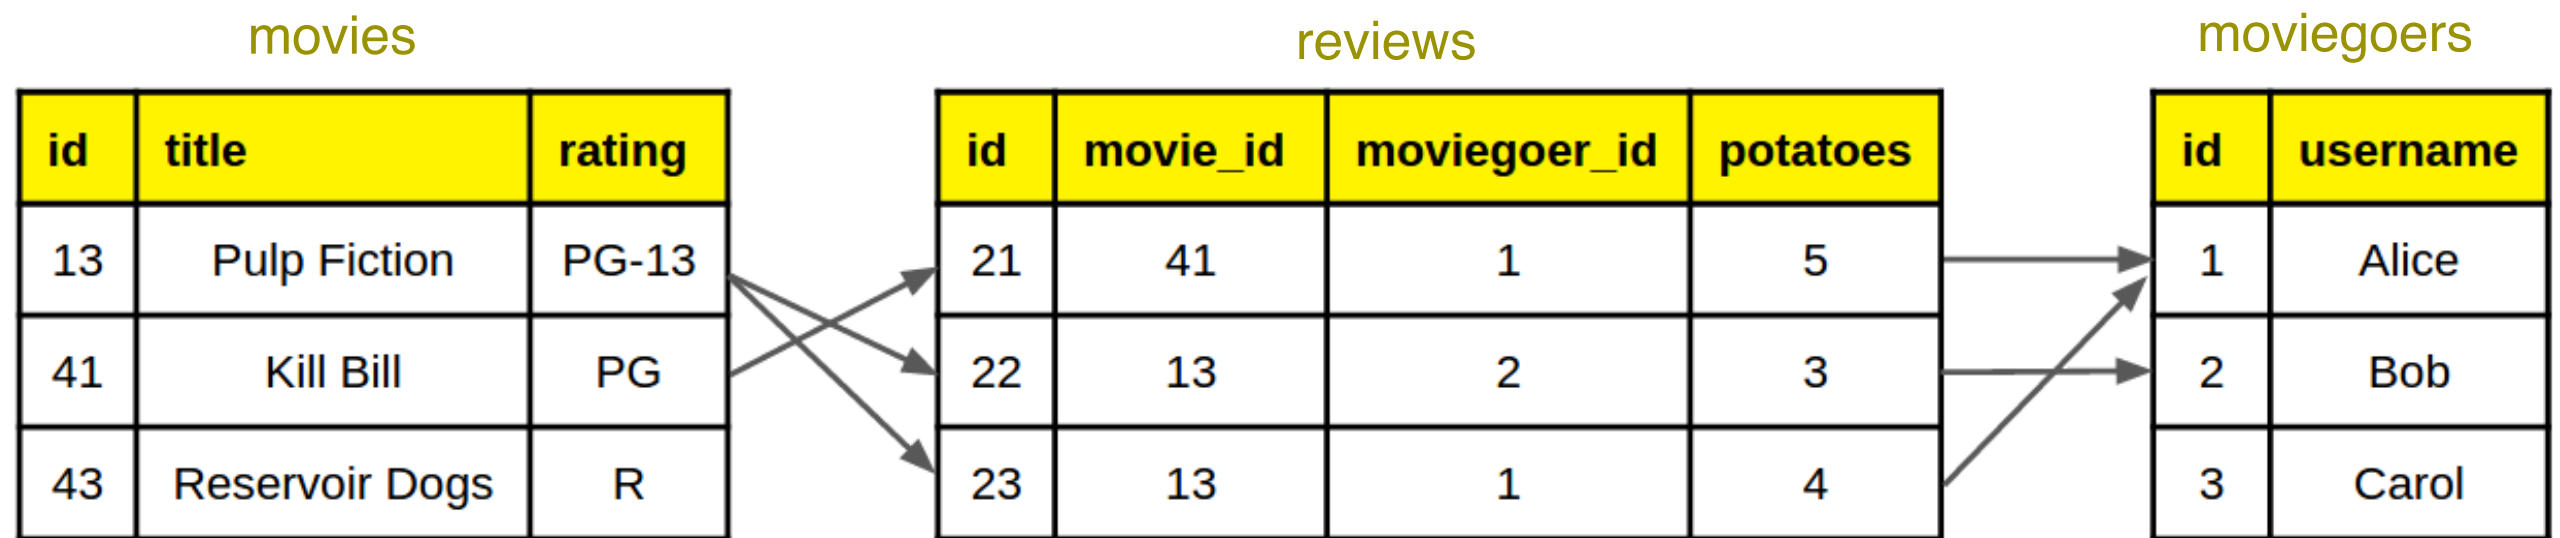 movies reviews moviegoers
id title rating id movie_id moviegoer_id potatoes id username
13 Pulp Fiction PG-13 21 41 1 5 1 Alice
41 Kill Bill PG 22 13 2 3 2 Bob
43 Reservoir Dogs R 23 13 1 4 3 Carol